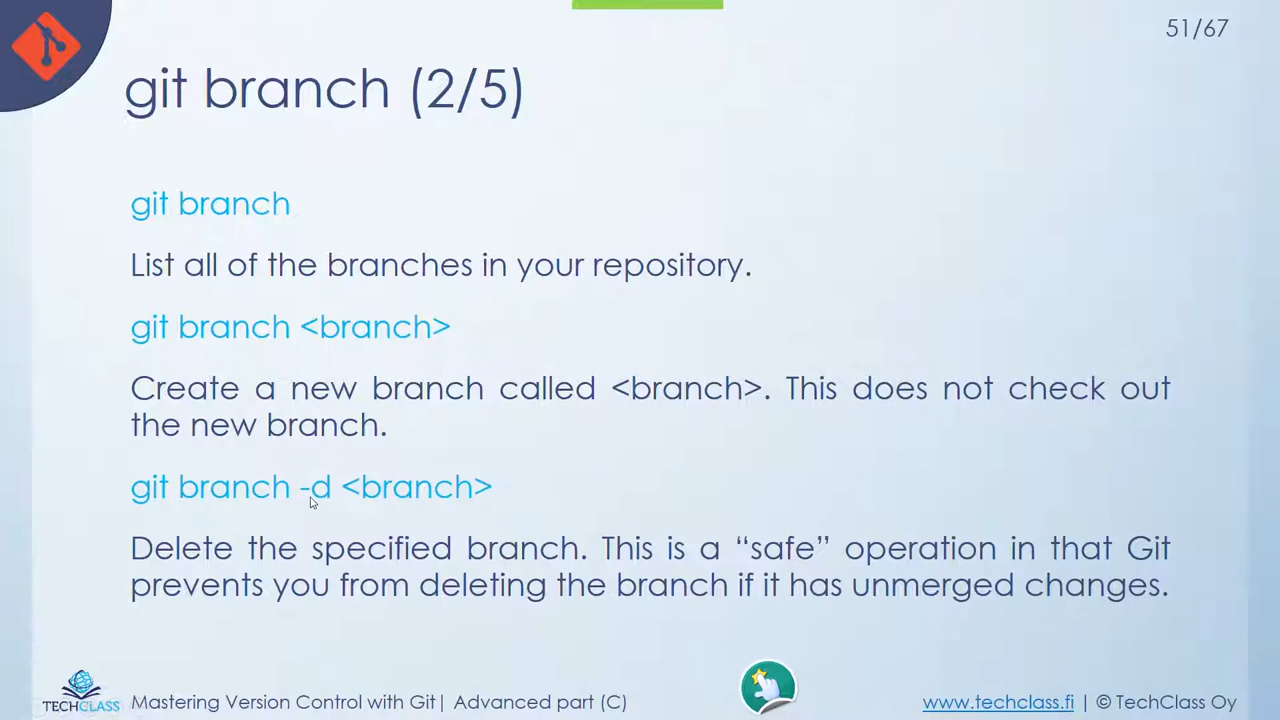 51/67
git branch (2/5)
git branch
List all of the branches in your repository.
git branch <branch>
Create a new branch called <branch>. This does not check out
the new branch.
git branch -d <branch>
Delete the specified branch. This is a “safe” operation in that Git
prevents you from deleting the branch if it has unmerged changes.
TECHCLASS
Mastering Version Control with Git| Advanced part (C)
www.techclass.fi | © TechClass Oy